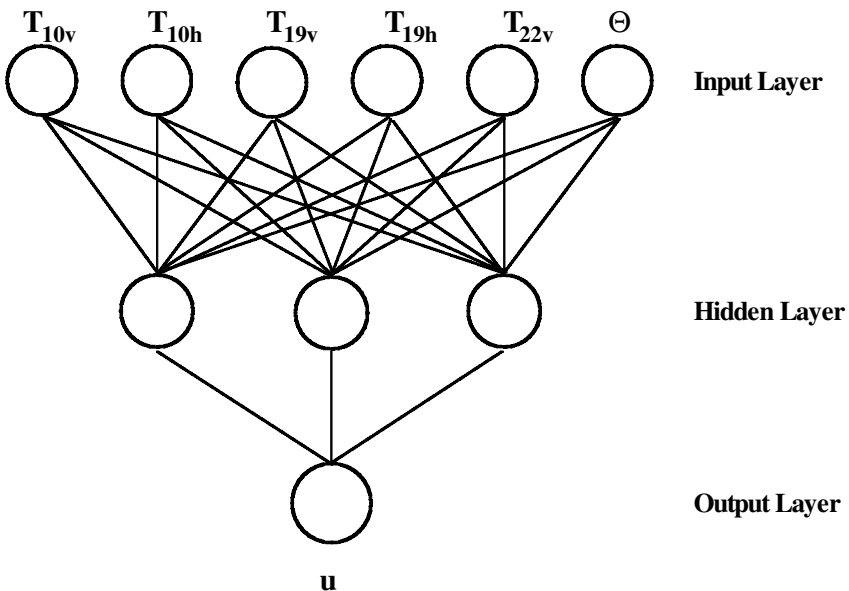 T10v T10h T19v T19h T22v Θ
Input Layer
Hidden Layer
Output Layer
u